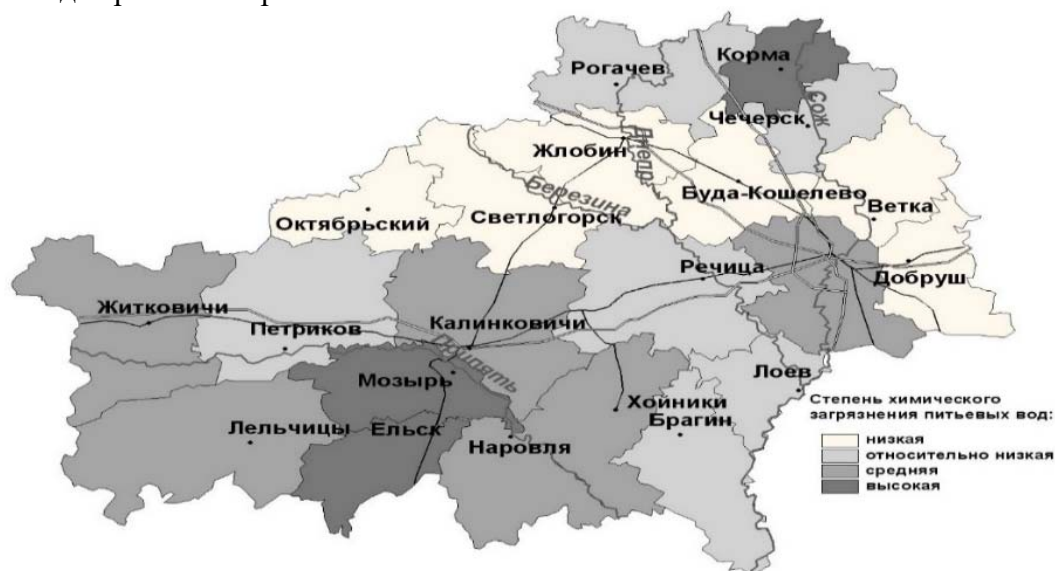 Корма
Рогачев
Сож
Чечерск
Днепр
Жлобин
Березина
Буда-Кошелево
Ветка
Октябрьский
Светлогорск
Речица
Добруш
Житковичи
Петриков
Калинковичи
Припять
Мозырь
Лоев
Хойники
Брагин
Лельчицы
Ельск
Наровля
Степень химического
загрязнения питьевых вод:
низкая
относительно низкая
средняя
высокая